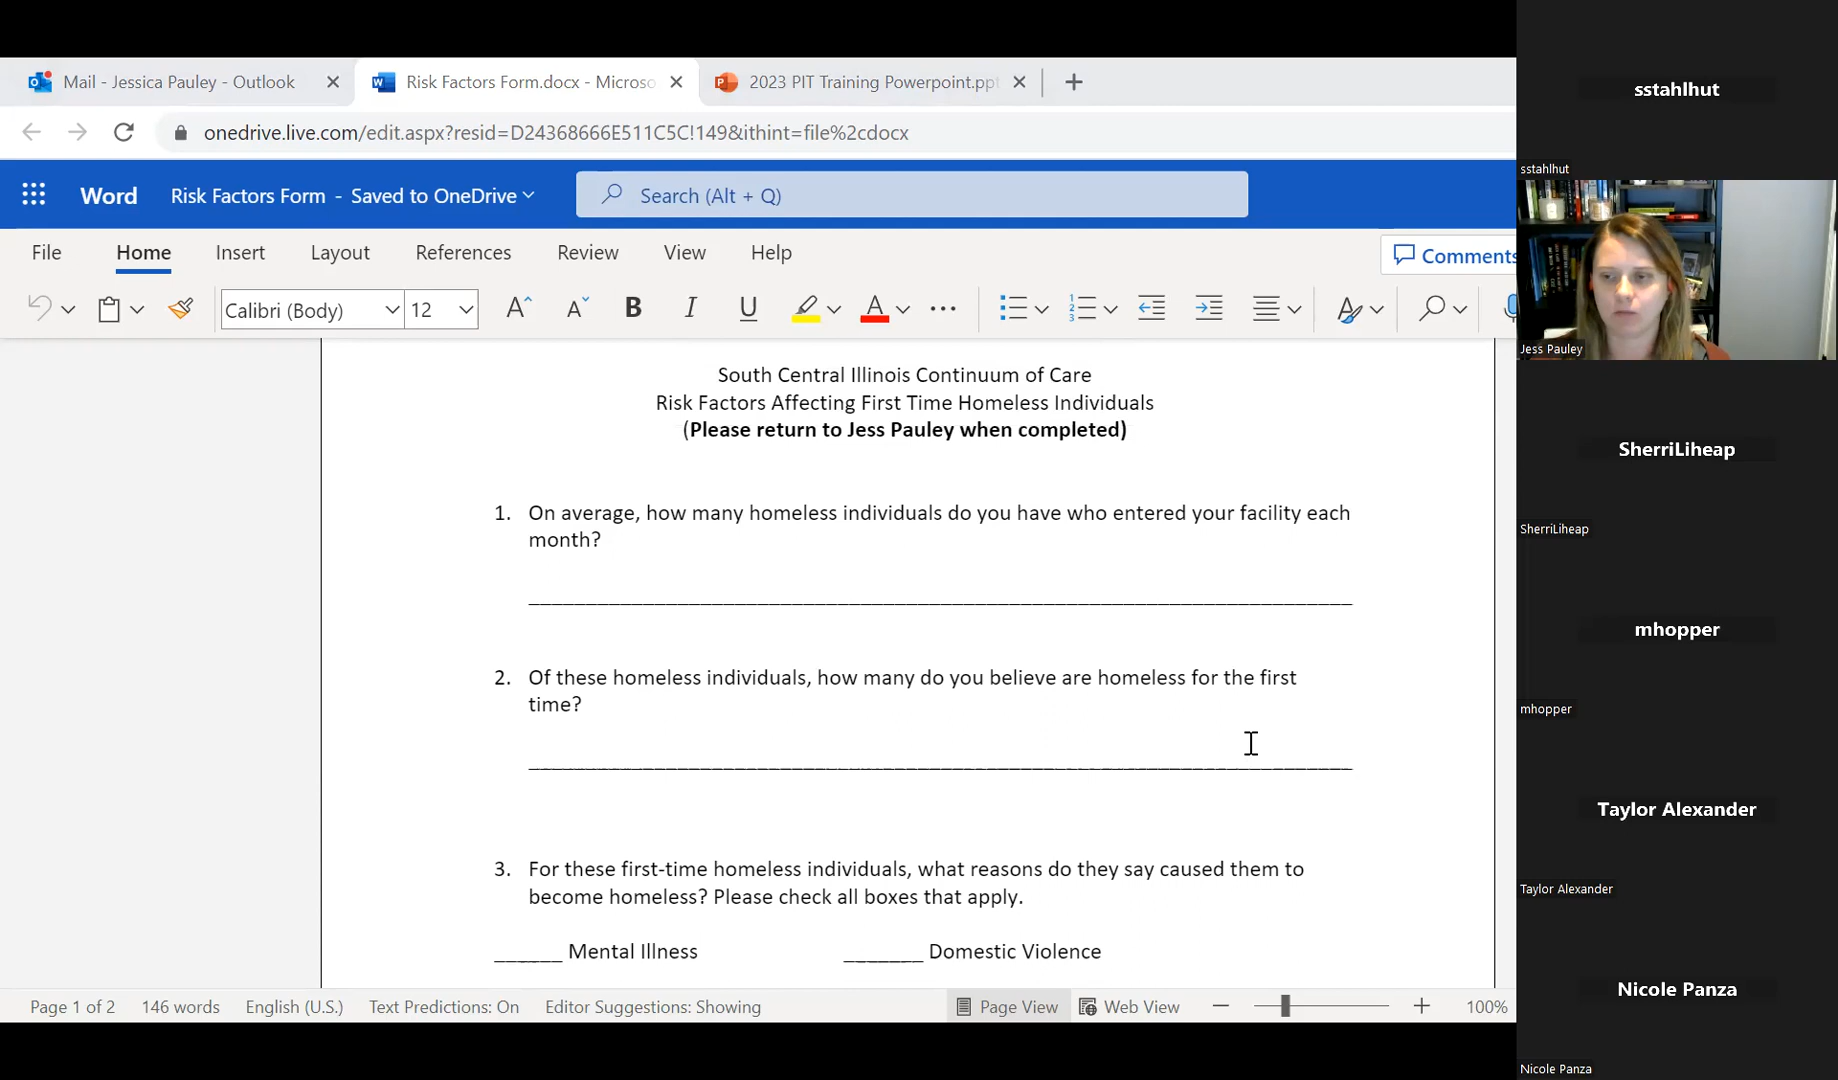 Mail - Jessica Pauley - Outlook
Risk Factors Form.docx - Microso
2023 PIT Training Powerpoint.ppt
onedrive.live.com/edit.aspx?resid=D24368666E511C5C!149&ithint=file%2cdocx
Word
Risk Factors Form - Saved to OneDrive
Search (Alt + Q)
File
Home
Insert
Layout
References
Review
View
Help
Comments
Calibri (Body)
12
South Central Illinois Continuum of Care
Risk Factors Affecting First Time Homeless Individuals
(Please return to Jess Pauley when completed)
1. On average, how many homeless individuals do you have who entered your facility each
month?
2. Of these homeless individuals, how many do you believe are homeless for the first
time?
3. For these first-time homeless individuals, what reasons do they say caused them to
become homeless? Please check all boxes that apply.
______ Mental Illness _______ Domestic Violence
Page 1 of 2
146 words
English (U.S.)
Text Predictions: On
Editor Suggestions: Showing
Page View
Web View
100%
sstahlhut
sstahlhut
Jess Pauley
SherriLiheap
SherriLiheap
mhopper
mhopper
Taylor Alexander
Taylor Alexander
Nicole Panza
Nicole Panza